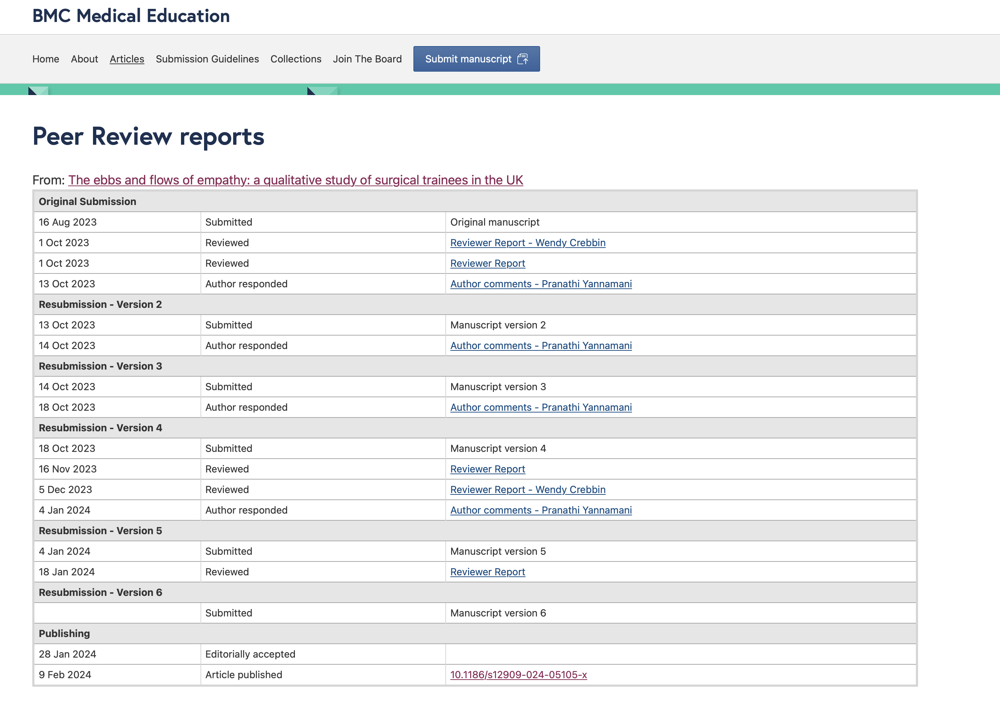 BMC Medical Education
Home About Articles Submission Guidelines Collections Join The Board Submit manuscript
Peer Review reports
From: The ebbs and flows of empathy: a qualitative study of surgical trainees in the UK
Original Submission
16 Aug 2023 Submitted Original manuscript
1 Oct 2023 Reviewed Reviewer Report - Wendy Crebbin
1 Oct 2023 Reviewed Reviewer Report
13 Oct 2023 Author responded Author comments - Pranathi Yannamani
Resubmission - Version 2
13 Oct 2023 Submitted Manuscript version 2
14 Oct 2023 Author responded Author comments - Pranathi Yannamani
Resubmission - Version 3
14 Oct 2023 Submitted Manuscript version 3
18 Oct 2023 Author responded Author comments - Pranathi Yannamani
Resubmission - Version 4
18 Oct 2023 Submitted Manuscript version 4
16 Nov 2023 Reviewed Reviewer Report
5 Dec 2023 Reviewed Reviewer Report - Wendy Crebbin
4 Jan 2024 Author responded Author comments - Pranathi Yannamani
Resubmission - Version 5
4 Jan 2024 Submitted Manuscript version 5
18 Jan 2024 Reviewed Reviewer Report
Resubmission - Version 6
Submitted Manuscript version 6
Publishing
28 Jan 2024 Editorially accepted
9 Feb 2024 Article published 10.1186/s12909-024-05105-x